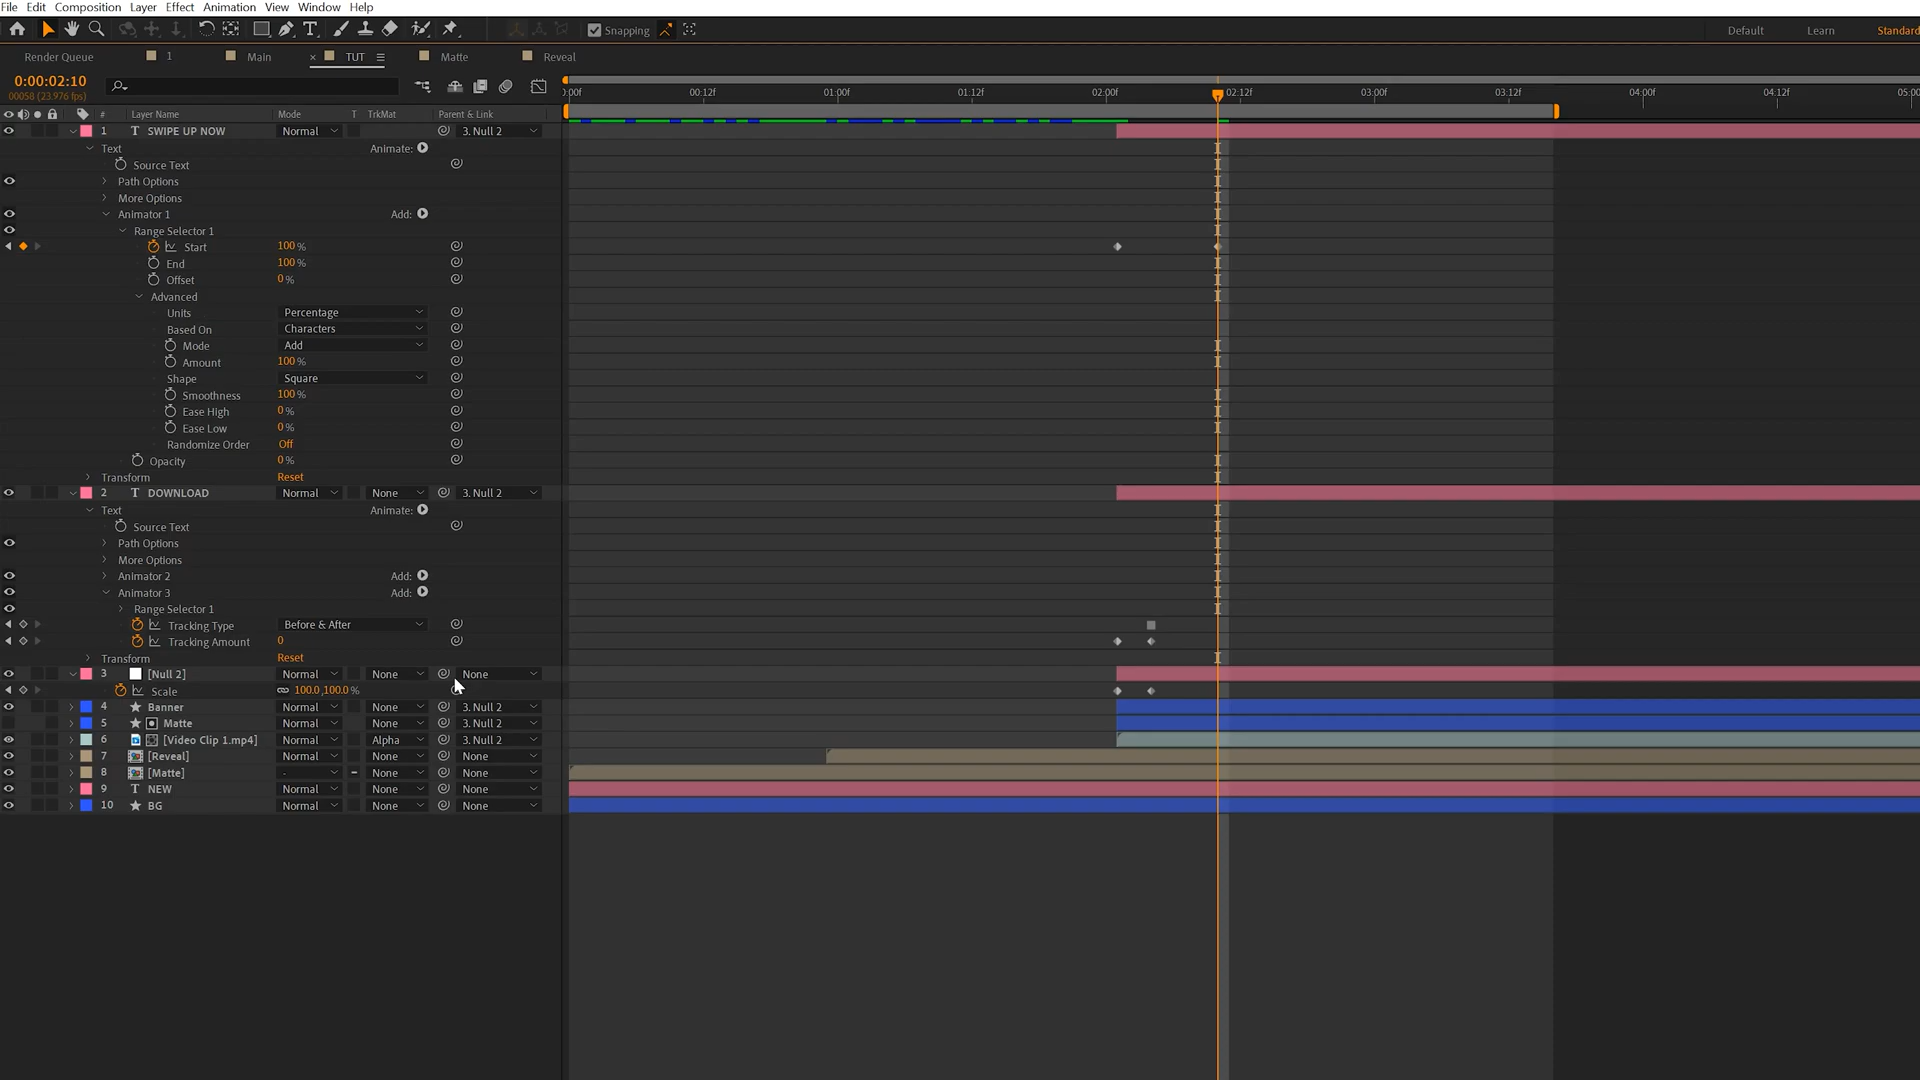 File Edit Composition Layer Effect Animation View Window Help
Snapping Default Learn Standard
Render Queue 1 Main × TUT Matte Reveal
0:00:02:10
00058 (23.976 fps)
:00f 00:12f 01:00f 01:12f 02:00f 02:12f 03:00f 03:12f 04:00f 04:12f 05:00
# Layer Name Mode T TrkMat Parent & Link
1 T SWIPE UP NOW Normal 3. Null 2
Text Animate:
Source Text
Path Options
More Options
Animator 1 Add:
Range Selector 1
Start 100 %
End 100 %
Offset 0 %
Advanced
Units Percentage
Based On Characters
Mode Add
Amount 100 %
Shape Square
Smoothness 100 %
Ease High 0 %
Ease Low 0 %
Randomize Order Off
Opacity 0 %
Transform Reset
2 T DOWNLOAD Normal None 3. Null 2
Text Animate:
Source Text
Path Options
More Options
Animator 2 Add:
Animator 3 Add:
Range Selector 1
Tracking Type Before & After
Tracking Amount 0
Transform Reset
3 [Null 2] Normal None None
Scale 100.0,100.0 %
4 Banner Normal None 3. Null 2
5 Matte Normal None 3. Null 2
6 [Video Clip 1.mp4] Normal Alpha 3. Null 2
7 [Reveal] Normal None None
8 [Matte] - None None
9 T NEW Normal None None
10 BG Normal None None